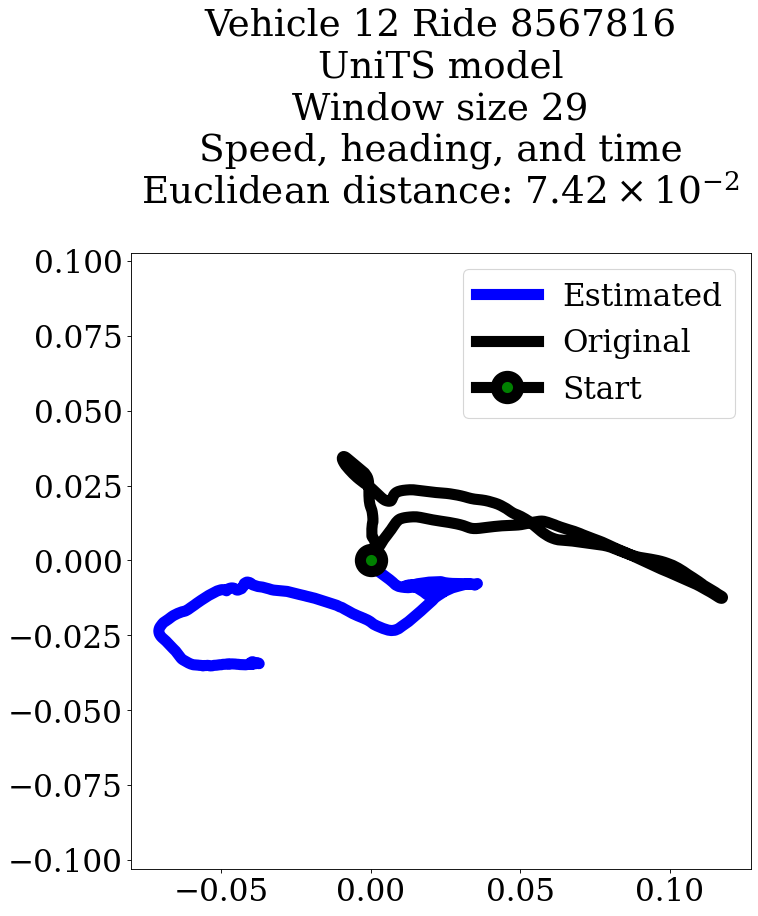 Vehicle 12 Ride 8567816
UniTS model
Window size 29
Speed, heading, and time
Euclidean distance: 7.42 × 10⁻²
0.100
0.075
0.050
0.025
0.000
−0.025
−0.050
−0.075
−0.100
Estimated
Original
Start
−0.05 0.00 0.05 0.10